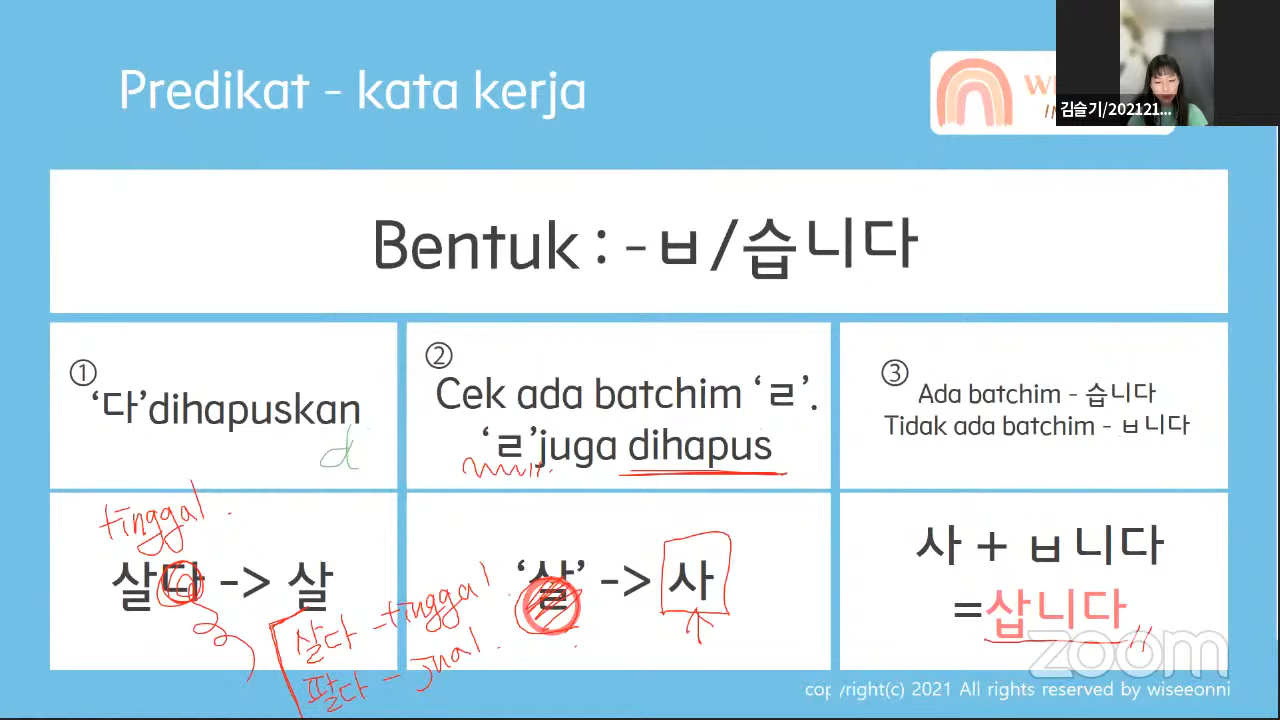 Predikat - kata kerja
김슬기/202121...
Bentuk : -ㅂ/습니다
①
‘다’dihapuskan
d
②
Cek ada batchim ‘ㄹ’.
‘ㄹ’juga dihapus
③
Ada batchim - 습니다
Tidak ada batchim - ㅂ니다
tinggal
살다 -> 살
살다 - tinggal
팔다 - jual
‘살’ -> 사
사 + ㅂ니다
=삽니다
zoom
copyright(c) 2021 All rights reserved by wiseeonni